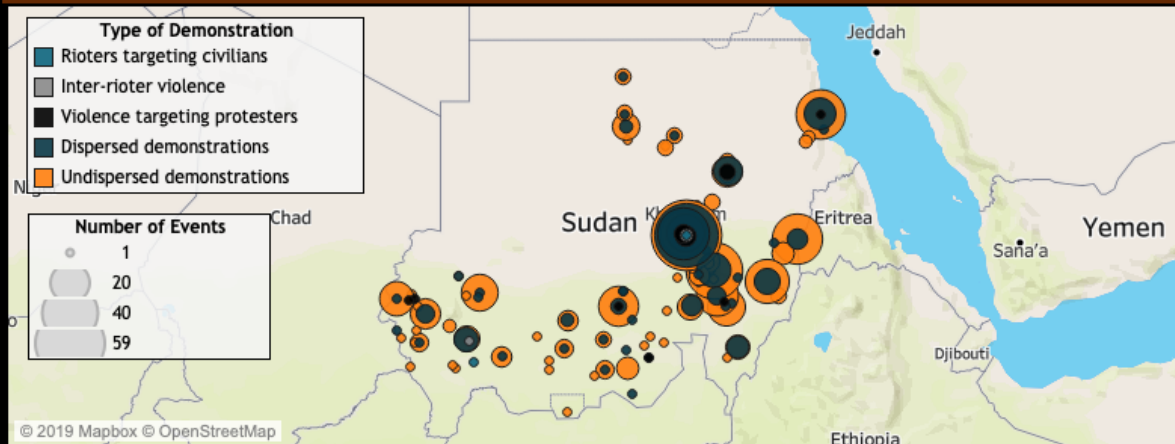 Type of Demonstration
Rioters targeting civilians
Inter-rioter violence
Violence targeting protesters
Dispersed demonstrations
Undispersed demonstrations
Number of Events
1
20
40
59
Jeddah
Chad
Sudan
Eritrea
Yemen
Sana'a
Djibouti
Ethiopia
© 2019 Mapbox © OpenStreetMap